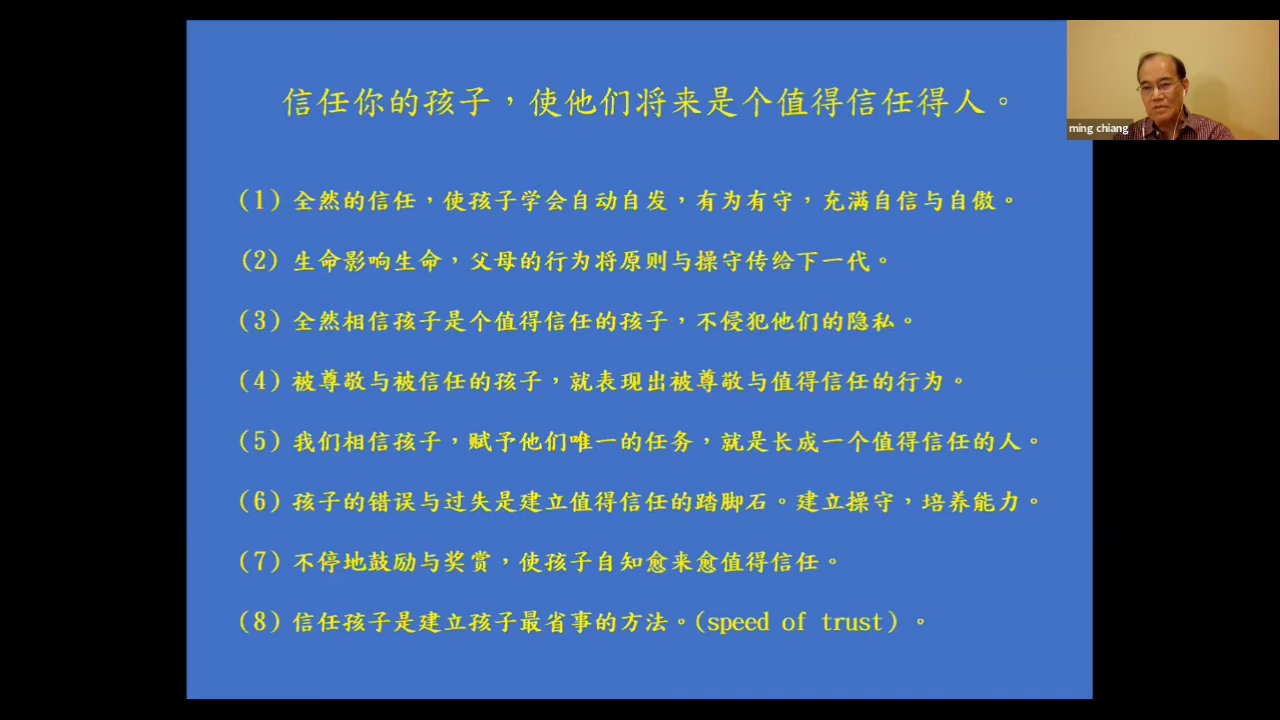 信任你的孩子，使他们将来是个值得信任得人。
ming chiang
(1) 全然的信任，使孩子学会自动自发，有为有守，充满自信与自傲。
(2) 生命影响生命，父母的行为将原则与操守传给下一代。
(3) 全然相信孩子是个值得信任的孩子，不侵犯他们的隐私。
(4) 被尊敬与被信任的孩子，就表现出被尊敬与值得信任的行为。
(5) 我们相信孩子，赋予他们唯一的任务，就是长成一个值得信任的人。
(6) 孩子的错误与过失是建立值得信任的踏脚石。建立操守，培养能力。
(7) 不停地鼓励与奖赏，使孩子自知愈来愈值得信任。
(8) 信任孩子是建立孩子最省事的方法。(speed of trust) 。